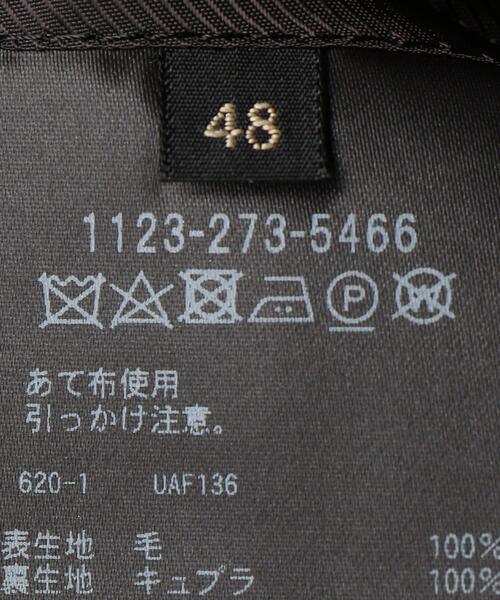 48
1123-273-5466
P W
あて布使用
引っかけ注意。
620-1 UAF136
表生地 毛 100%
裏生地 キュプラ 100%